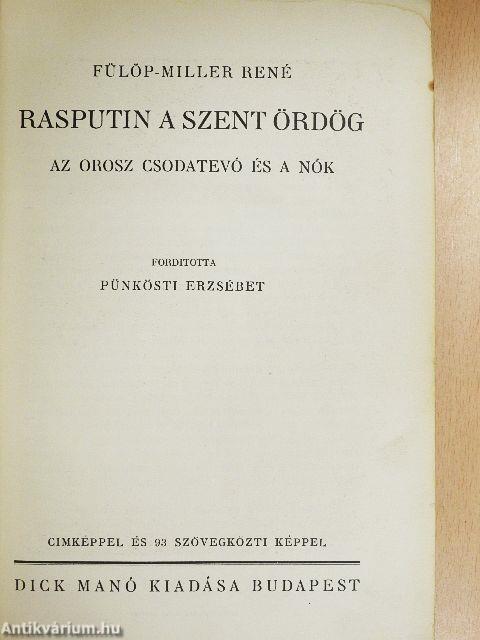 FÜLÖP-MILLER RENÉ
RASPUTIN A SZENT ÖRDÖG
AZ OROSZ CSODATEVŐ ÉS A NŐK
FORDITOTTA
PÜNKÖSTI ERZSÉBET
CIMKÉPPEL ÉS 93 SZÖVEGKÖZTI KÉPPEL
DICK MANÓ KIADÁSA BUDAPEST
Antikvárium.hu